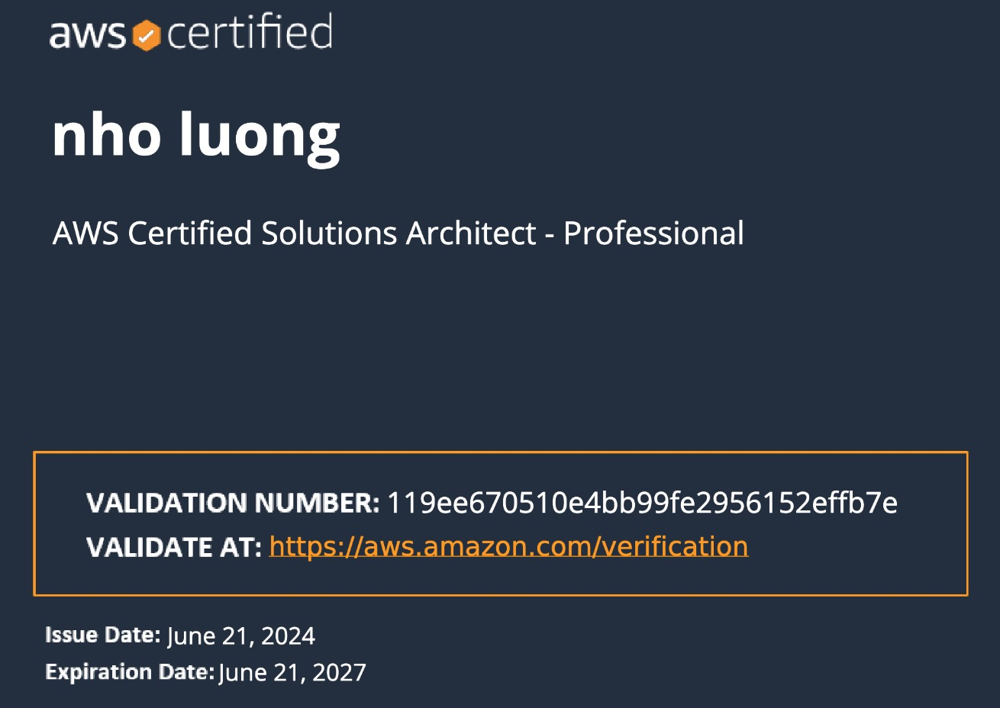 aws certified
nho luong
AWS Certified Solutions Architect - Professional
VALIDATION NUMBER: 119ee670510e4bb99fe2956152effb7e
VALIDATE AT: https://aws.amazon.com/verification
Issue Date: June 21, 2024
Expiration Date: June 21, 2027